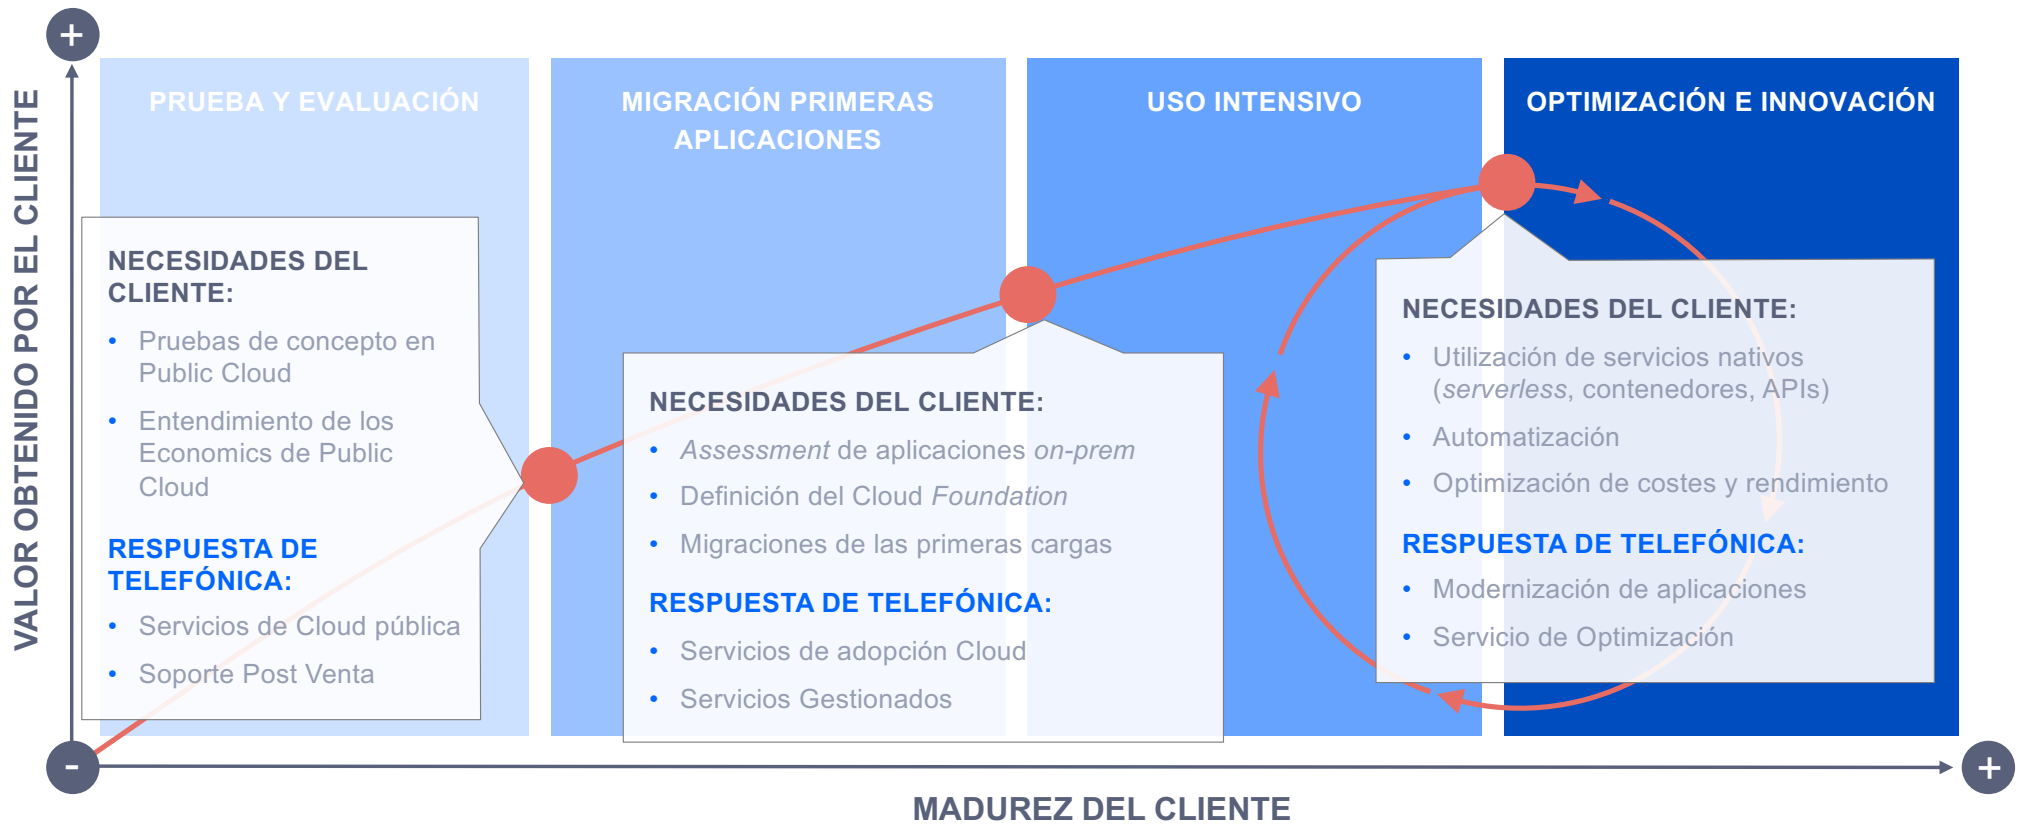 +
VALOR OBTENIDO POR EL CLIENTE
PRUEBA Y EVALUACIÓN
MIGRACIÓN PRIMERAS
APLICACIONES
USO INTENSIVO
OPTIMIZACIÓN E INNOVACIÓN
NECESIDADES DEL
CLIENTE:
• Pruebas de concepto en
Public Cloud
• Entendimiento de los
Economics de Public
Cloud
RESPUESTA DE
TELEFÓNICA:
• Servicios de Cloud pública
• Soporte Post Venta
NECESIDADES DEL CLIENTE:
• Assessment de aplicaciones on-prem
• Definición del Cloud Foundation
• Migraciones de las primeras cargas
RESPUESTA DE TELEFÓNICA:
• Servicios de adopción Cloud
• Servicios Gestionados
NECESIDADES DEL CLIENTE:
• Utilización de servicios nativos
(serverless, contenedores, APIs)
• Automatización
• Optimización de costes y rendimiento
RESPUESTA DE TELEFÓNICA:
• Modernización de aplicaciones
• Servicio de Optimización
-
+
MADUREZ DEL CLIENTE